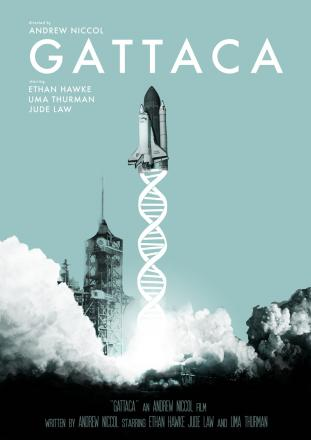 directed by
ANDREW NICCOL
GATTACA
starring
ETHAN HAWKE
UMA THURMAN
JUDE LAW
"GATTACA" AN ANDREW NICCOL FILM
WRITTEN BY ANDREW NICCOL STARRING ETHAN HAWKE JUDE LAW AND UMA THURMAN